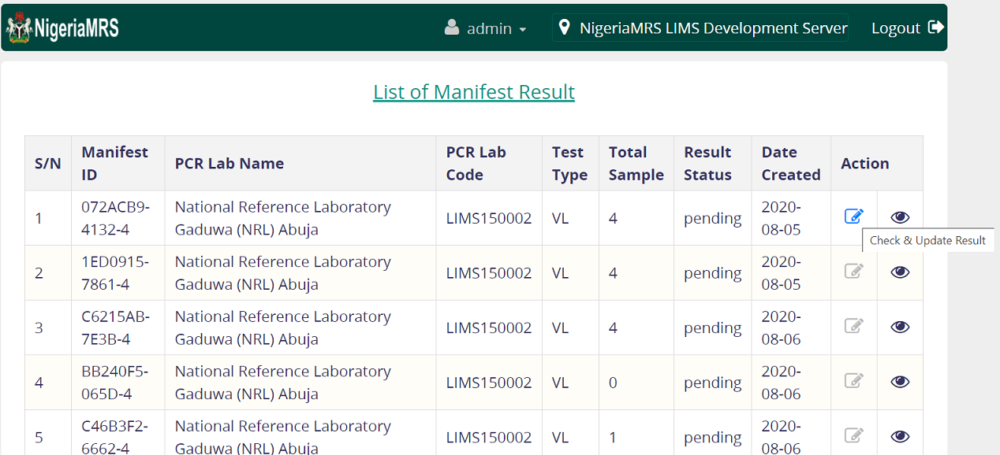 NigeriaMRS
admin
NigeriaMRS LIMS Development Server
Logout
List of Manifest Result
S/N Manifest ID PCR Lab Name PCR Lab Code Test Type Total Sample Result Status Date Created Action
1 072ACB9-4132-4 National Reference Laboratory Gaduwa (NRL) Abuja LIMS150002 VL 4 pending 2020-08-05
Check & Update Result
2 1ED0915-7861-4 National Reference Laboratory Gaduwa (NRL) Abuja LIMS150002 VL 4 pending 2020-08-05
3 C6215AB-7E3B-4 National Reference Laboratory Gaduwa (NRL) Abuja LIMS150002 VL 4 pending 2020-08-06
4 BB240F5-065D-4 National Reference Laboratory Gaduwa (NRL) Abuja LIMS150002 VL 0 pending 2020-08-06
5 C46B3F2-6662-4 National Reference Laboratory Gaduwa (NRL) Abuja LIMS150002 VL 1 pending 2020-08-06